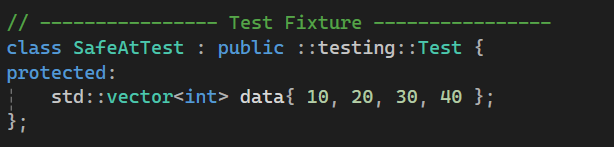 // --------------- Test Fixture ---------------
class SafeAtTest : public ::testing::Test {
protected:
    std::vector<int> data{ 10, 20, 30, 40 };
};